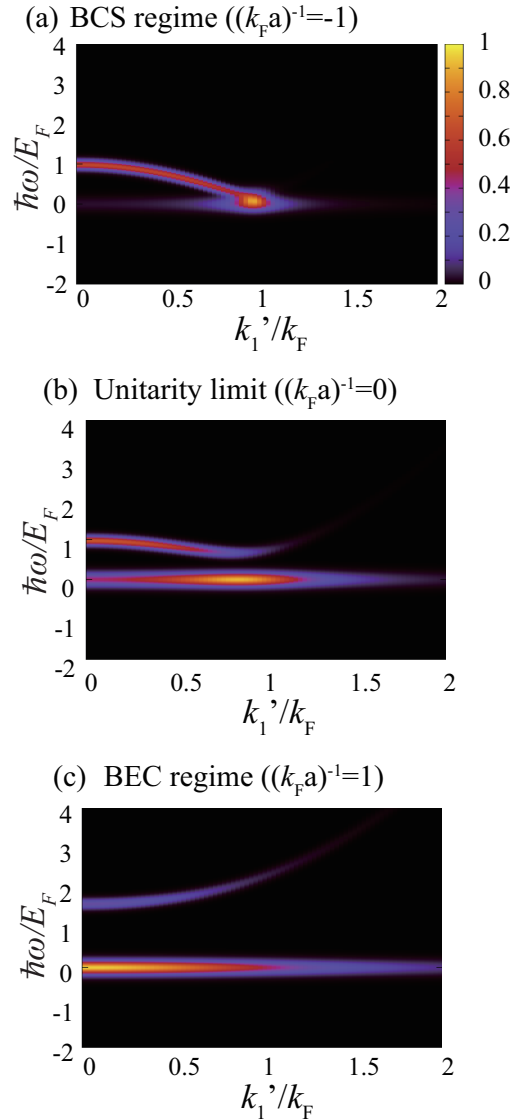 (a) BCS regime ((k_F a)⁻¹=-1)
4
3
2
1
0
-1
-2
ħω/E_F
0 0.5 1 1.5 2
k₁'/k_F
1
0.8
0.6
0.4
0.2
0
(b) Unitarity limit ((k_F a)⁻¹=0)
4
3
2
1
0
-1
-2
ħω/E_F
0 0.5 1 1.5 2
k₁'/k_F
(c) BEC regime ((k_F a)⁻¹=1)
4
3
2
1
0
-1
-2
ħω/E_F
0 0.5 1 1.5 2
k₁'/k_F